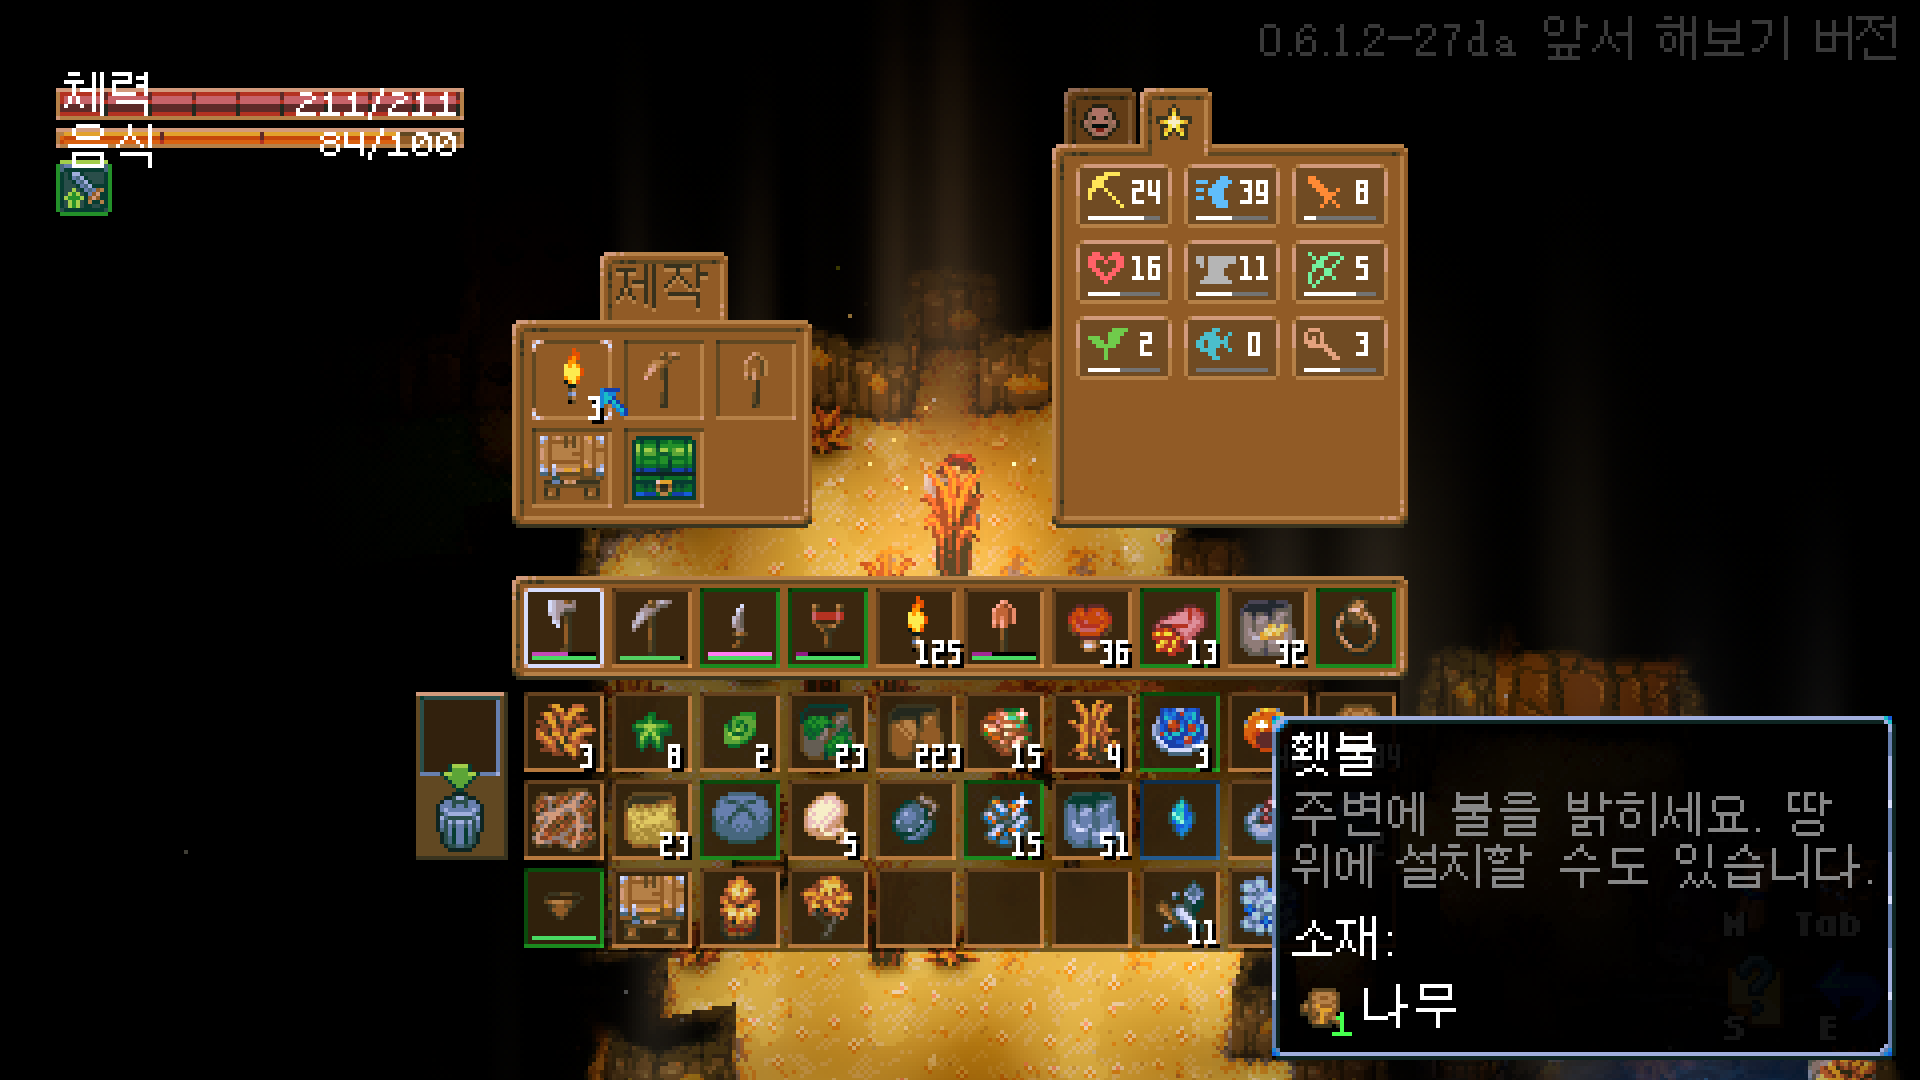 0.6.1.2-27da 앞서 해보기 버전
체력 211/211
음식 84/100
24 39 8
16 11 5
2 0 3
제작
3
125 36 13 32
3 8 2 23 223 15 4 3
23 5 15 51
11
횃불
주변에 불을 밝히세요. 땅
위에 설치할 수도 있습니다.
소재:
1 나무
M Tab
S E